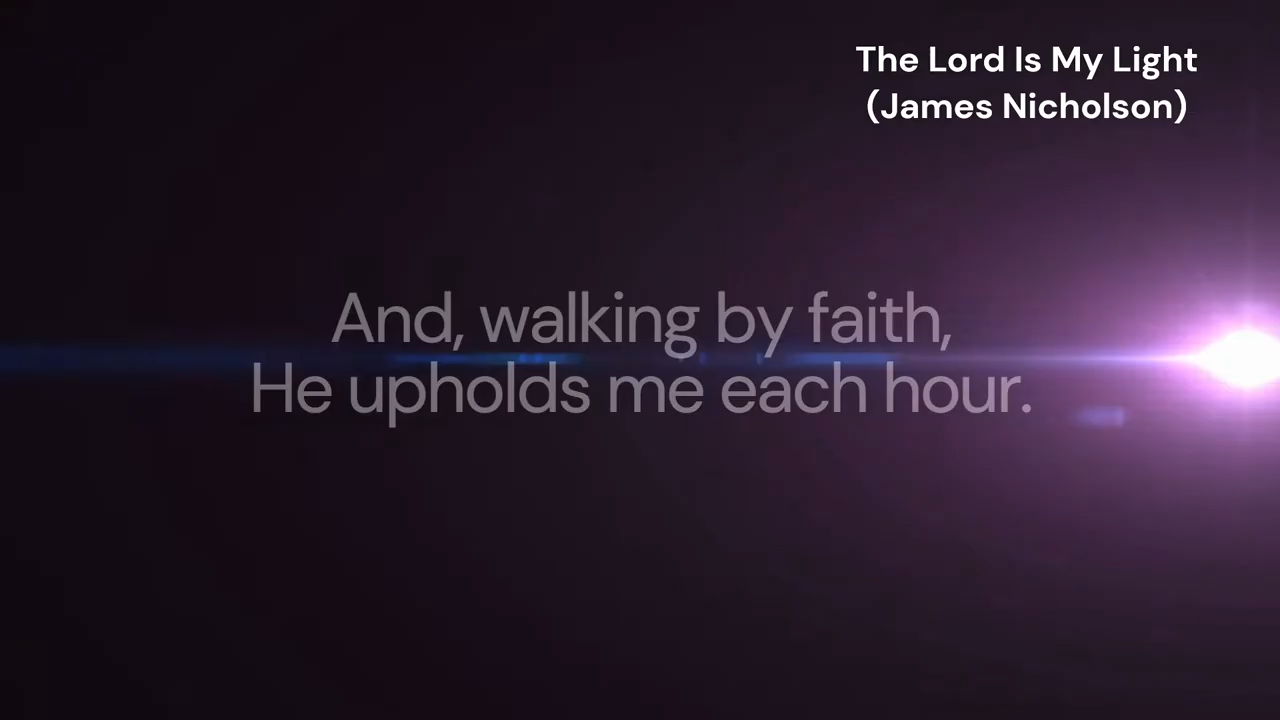 The Lord Is My Light
(James Nicholson)
And, walking by faith,
He upholds me each hour.